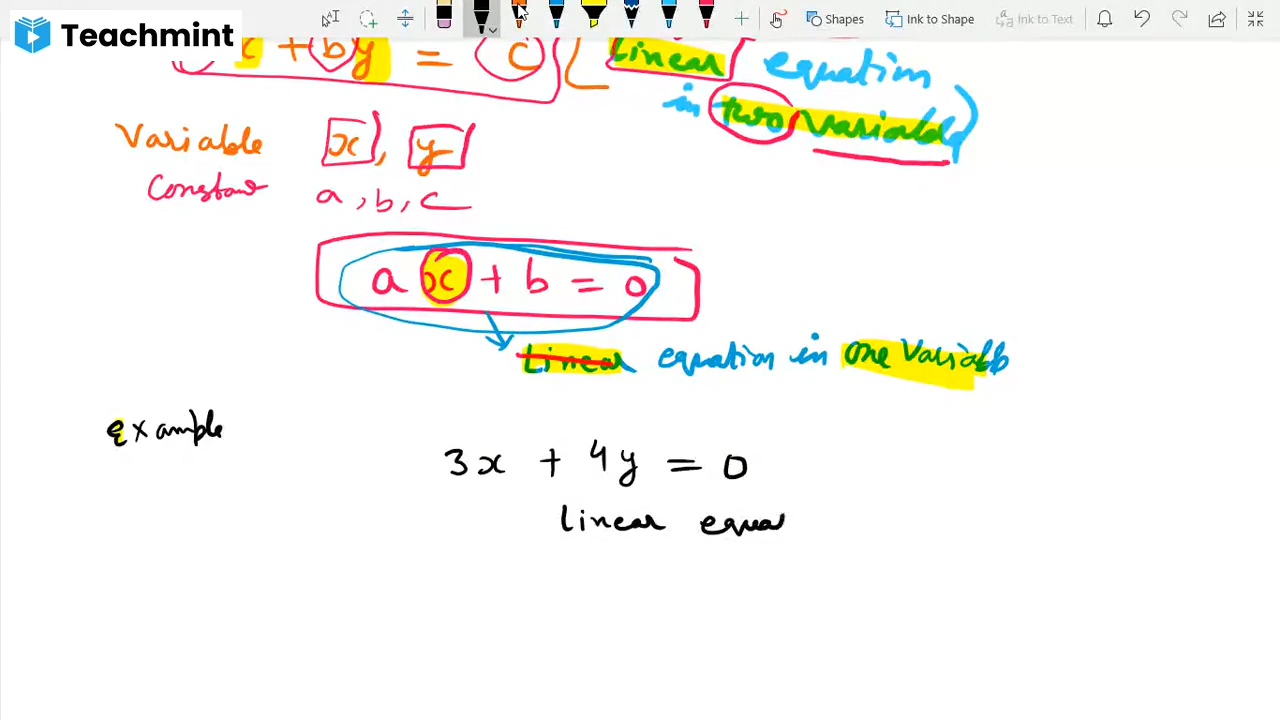 Teachmint
Shapes Ink to Shape Ink to Text
x + by = c (Linear equation
in two variable)
Variable x, y
Constant a, b, c
ax + b = 0
Linear equation in one Variable
example
3x + 4y = 0
linear equa